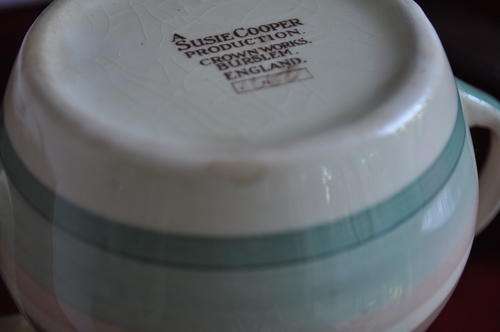 A
SUSIE COOPER
PRODUCTION.
CROWN WORKS.
BURSLEM.
ENGLAND.